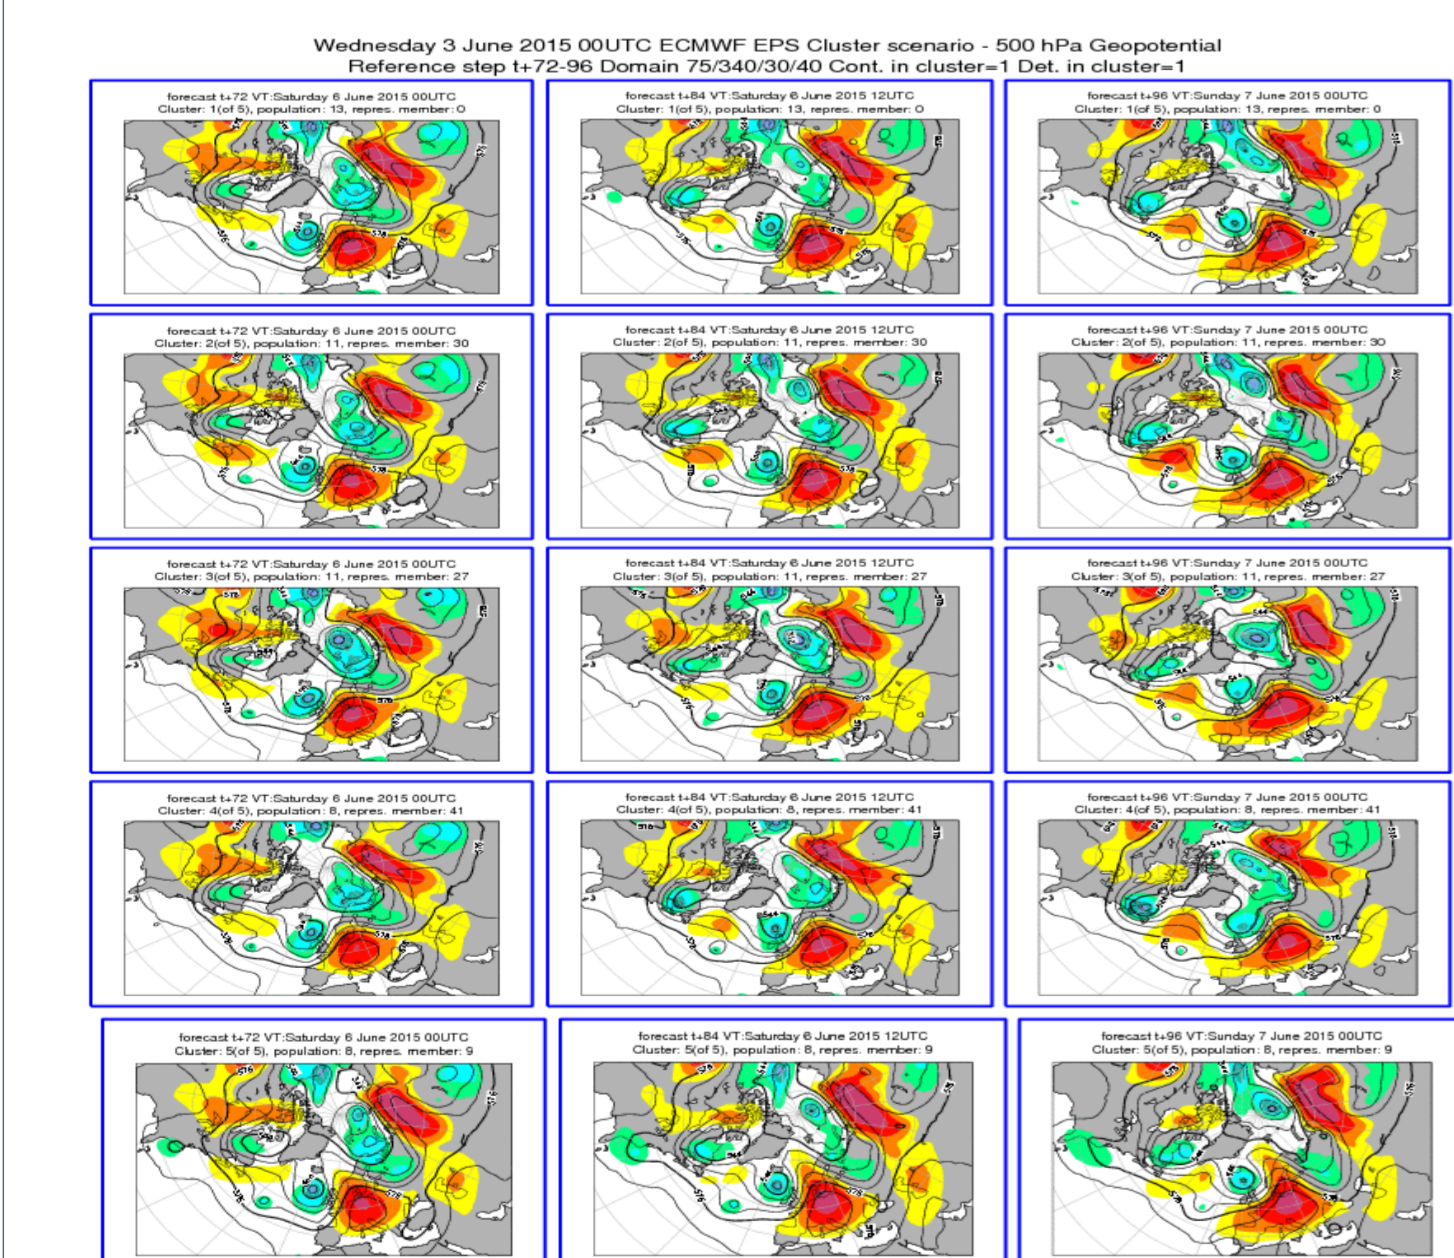 Wednesday 3 June 2015 00UTC ECMWF EPS Cluster scenario - 500 hPa Geopotential
Reference step t+72-96 Domain 75/340/30/40 Cont. in cluster=1 Det. in cluster=1
forecast t+72 VT:Saturday 6 June 2015 00UTC
Cluster: 1(of 5), population: 13, repres. member: 0
forecast t+84 VT:Saturday 6 June 2015 12UTC
Cluster: 1(of 5), population: 13, repres. member: 0
forecast t+96 VT:Sunday 7 June 2015 00UTC
Cluster: 1(of 5), population: 13, repres. member: 0
forecast t+72 VT:Saturday 6 June 2015 00UTC
Cluster: 2(of 5), population: 11, repres. member: 30
forecast t+84 VT:Saturday 6 June 2015 12UTC
Cluster: 2(of 5), population: 11, repres. member: 30
forecast t+96 VT:Sunday 7 June 2015 00UTC
Cluster: 2(of 5), population: 11, repres. member: 30
forecast t+72 VT:Saturday 6 June 2015 00UTC
Cluster: 3(of 5), population: 11, repres. member: 27
forecast t+84 VT:Saturday 6 June 2015 12UTC
Cluster: 3(of 5), population: 11, repres. member: 27
forecast t+96 VT:Sunday 7 June 2015 00UTC
Cluster: 3(of 5), population: 11, repres. member: 27
forecast t+72 VT:Saturday 6 June 2015 00UTC
Cluster: 4(of 5), population: 8, repres. member: 41
forecast t+84 VT:Saturday 6 June 2015 12UTC
Cluster: 4(of 5), population: 8, repres. member: 41
forecast t+96 VT:Sunday 7 June 2015 00UTC
Cluster: 4(of 5), population: 8, repres. member: 41
forecast t+72 VT:Saturday 6 June 2015 00UTC
Cluster: 5(of 5), population: 8, repres. member: 9
forecast t+84 VT:Saturday 6 June 2015 12UTC
Cluster: 5(of 5), population: 8, repres. member: 9
forecast t+96 VT:Sunday 7 June 2015 00UTC
Cluster: 5(of 5), population: 8, repres. member: 9